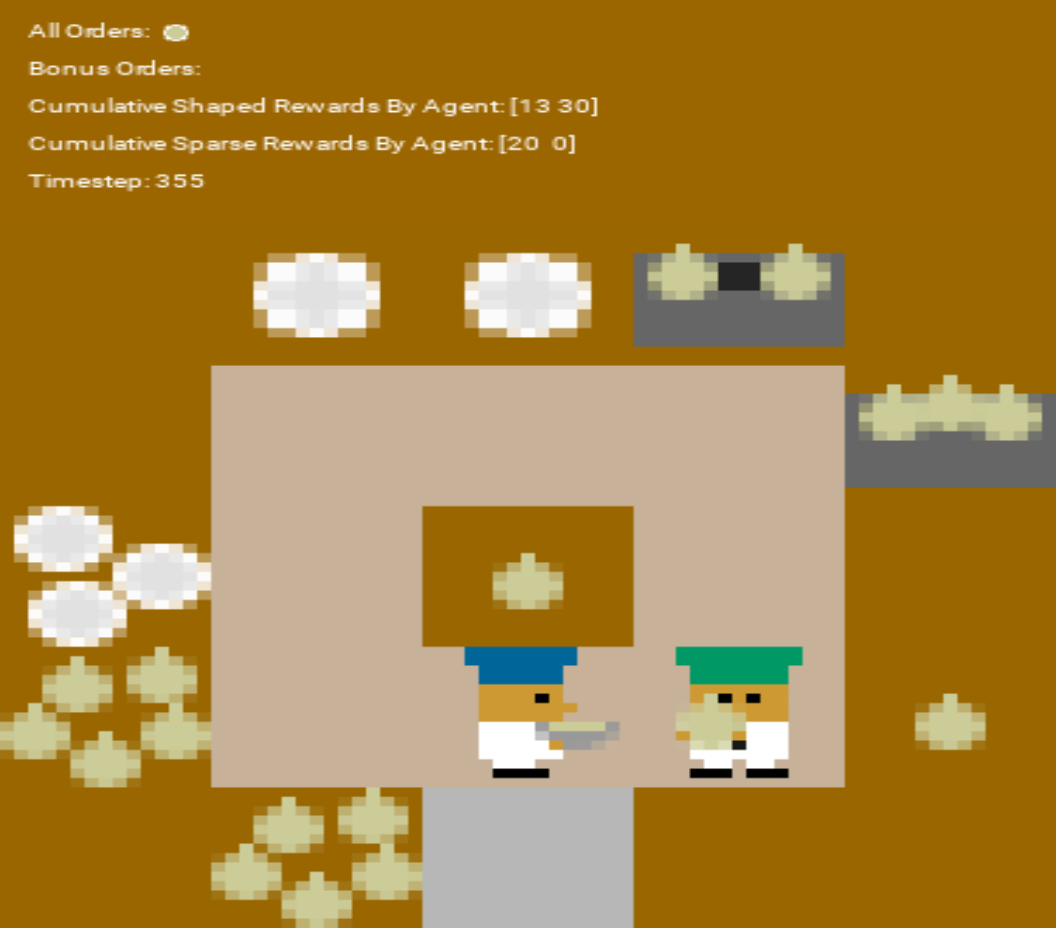 All Orders:
Bonus Orders:
Cumulative Shaped Rewards By Agent: [13 30]
Cumulative Sparse Rewards By Agent: [20  0]
Timestep: 355